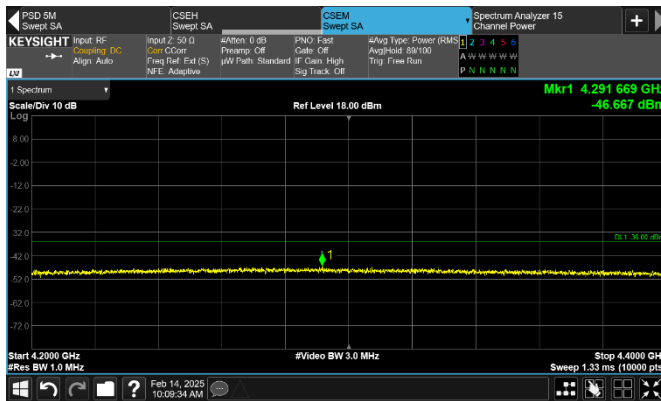 PSD 5M
Swept SA
CSEH
Swept SA
CSEM
Swept SA
Spectrum Analyzer 15
Channel Power
+
KEYSIGHT
Input: RF
Coupling: DC
Align: Auto
Input Z: 50 Ω
Corr CCorr
Freq Ref: Ext (S)
NFE: Adaptive
#Atten: 0 dB
Preamp: Off
µW Path: Standard
PNO: Fast
Gate: Off
IF Gain: High
Sig Track: Off
#Avg Type: Power (RMS
Avg|Hold: 89/100
Trig: Free Run
1 2 3 4 5 6
A W W W W W
P N N N N N
LXI
1 Spectrum
Scale/Div 10 dB
Ref Level 18.00 dBm
Mkr1 4.291 669 GHz
-46.667 dBm
Log
8.00
-2.00
-12.0
-22.0
-32.0
DL1 -36.00 dBm
-42.0
1
-52.0
-62.0
-72.0
Start 4.2000 GHz
#Video BW 3.0 MHz
Stop 4.4000 GHz
#Res BW 1.0 MHz
Sweep 1.33 ms (10000 pts)
?
Feb 14, 2025
10:09:34 AM